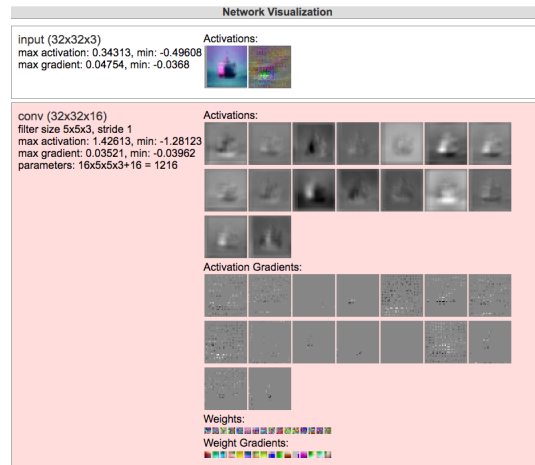 Network Visualization
input (32x32x3)
max activation: 0.34313, min: -0.49608
max gradient: 0.04754, min: -0.0368
Activations:
conv (32x32x16)
filter size 5x5x3, stride 1
max activation: 1.42613, min: -1.28123
max gradient: 0.03521, min: -0.03962
parameters: 16x5x5x3+16 = 1216
Activations:
Activation Gradients:
Weights:
Weight Gradients: